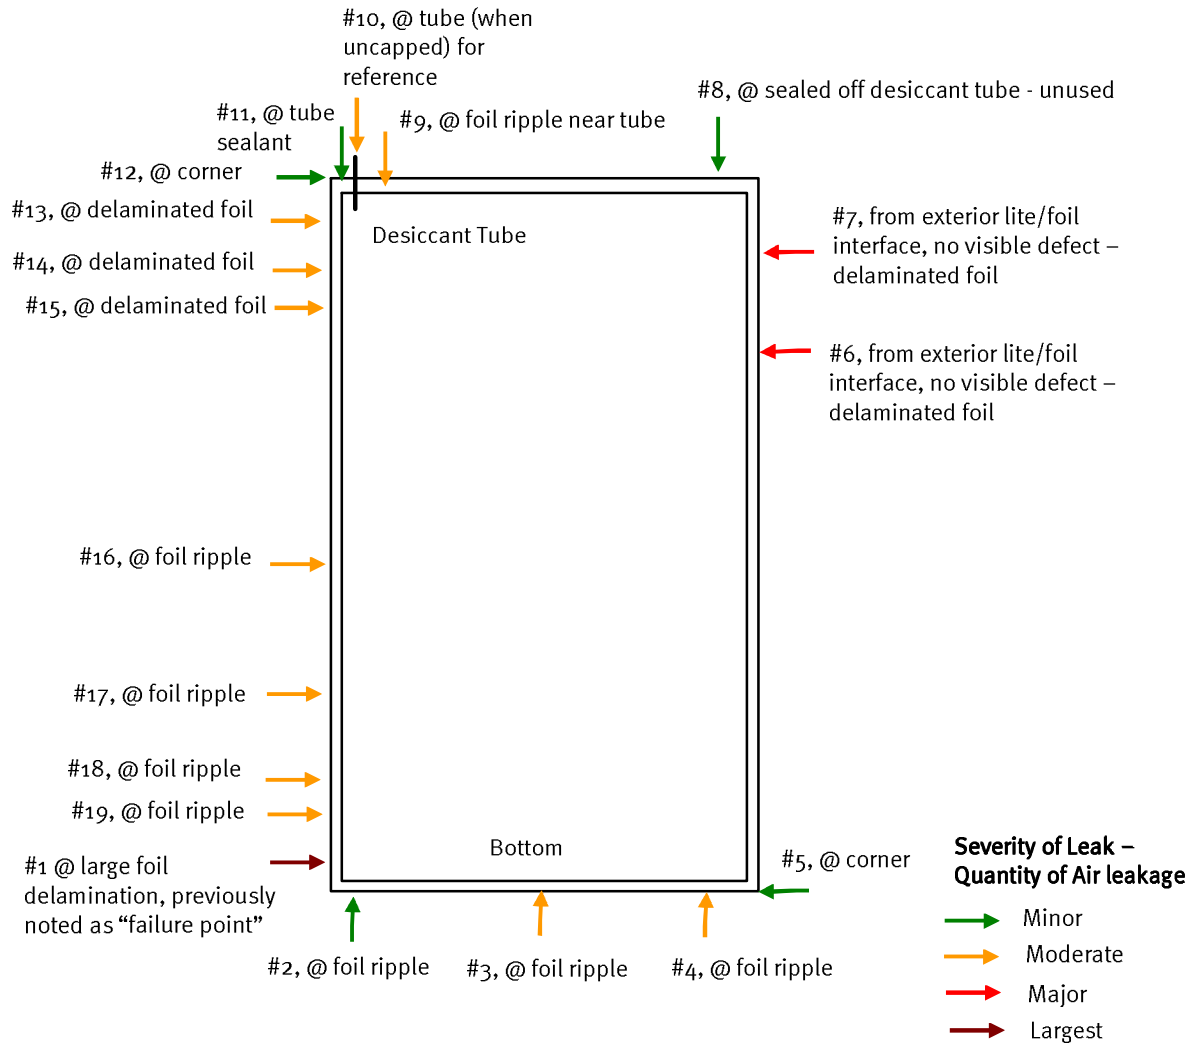 #10, @ tube (when
uncapped) for
reference
#8, @ sealed off desiccant tube - unused
#11, @ tube
sealant
#9, @ foil ripple near tube
#12, @ corner
#13, @ delaminated foil
#14, @ delaminated foil
#15, @ delaminated foil
Desiccant Tube
#7, from exterior lite/foil
interface, no visible defect –
delaminated foil
#6, from exterior lite/foil
interface, no visible defect –
delaminated foil
#16, @ foil ripple
#17, @ foil ripple
#18, @ foil ripple
#19, @ foil ripple
#1 @ large foil
delamination, previously
noted as “failure point”
Bottom
#5, @ corner
#2, @ foil ripple
#3, @ foil ripple
#4, @ foil ripple
Severity of Leak –
Quantity of Air leakage
Minor
Moderate
Major
Largest